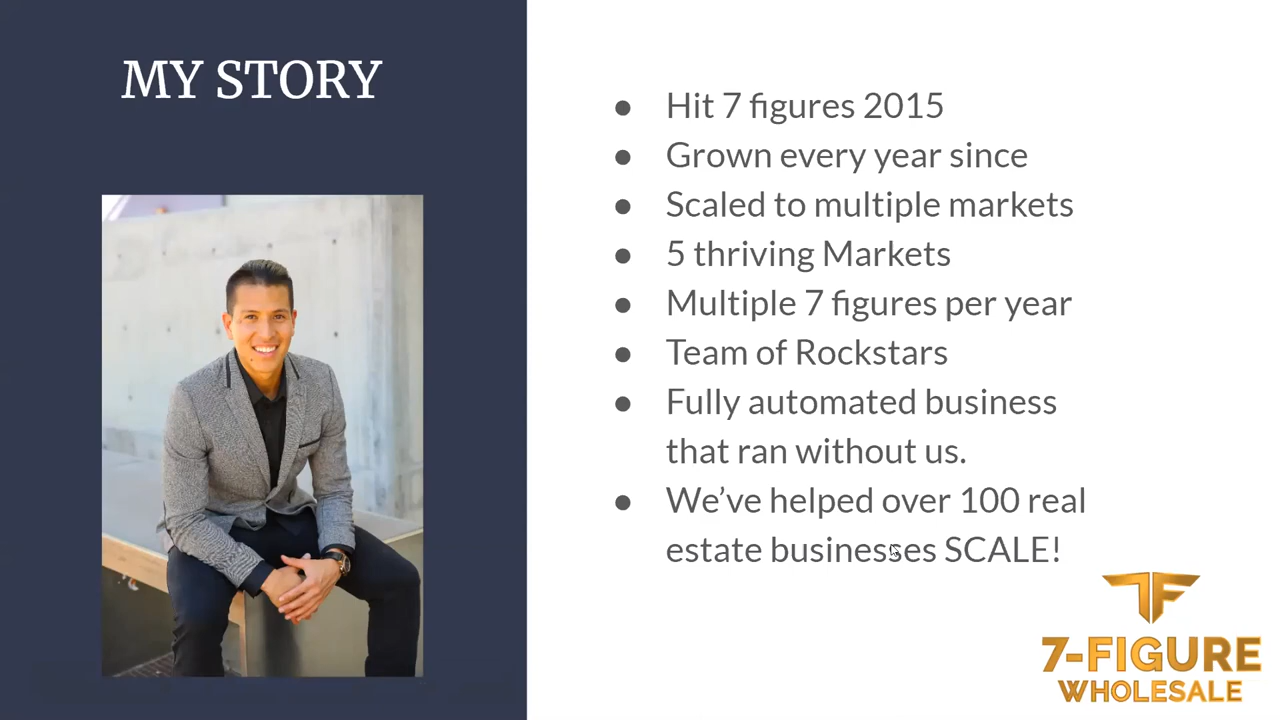 MY STORY
● Hit 7 figures 2015
● Grown every year since
● Scaled to multiple markets
● 5 thriving Markets
● Multiple 7 figures per year
● Team of Rockstars
● Fully automated business
that ran without us.
● We’ve helped over 100 real
estate businesses SCALE!
7-FIGURE
WHOLESALE